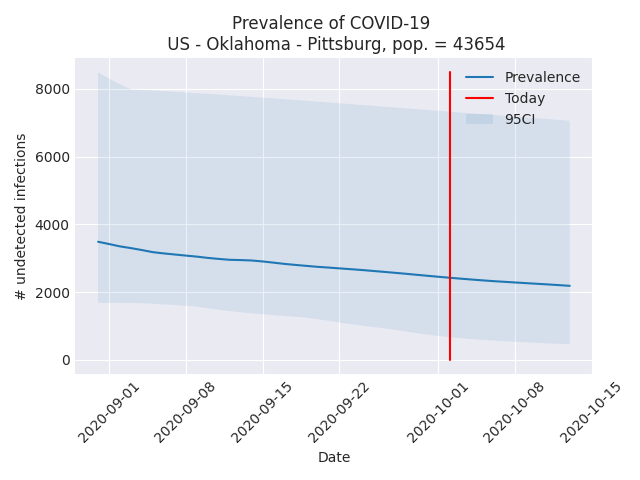 Prevalence of COVID-19
US - Oklahoma - Pittsburg, pop. = 43654
Prevalence
Today
95CI
# undetected infections
8000
6000
4000
2000
0
2020-09-01
2020-09-08
2020-09-15
2020-09-22
2020-10-01
2020-10-08
2020-10-15
Date